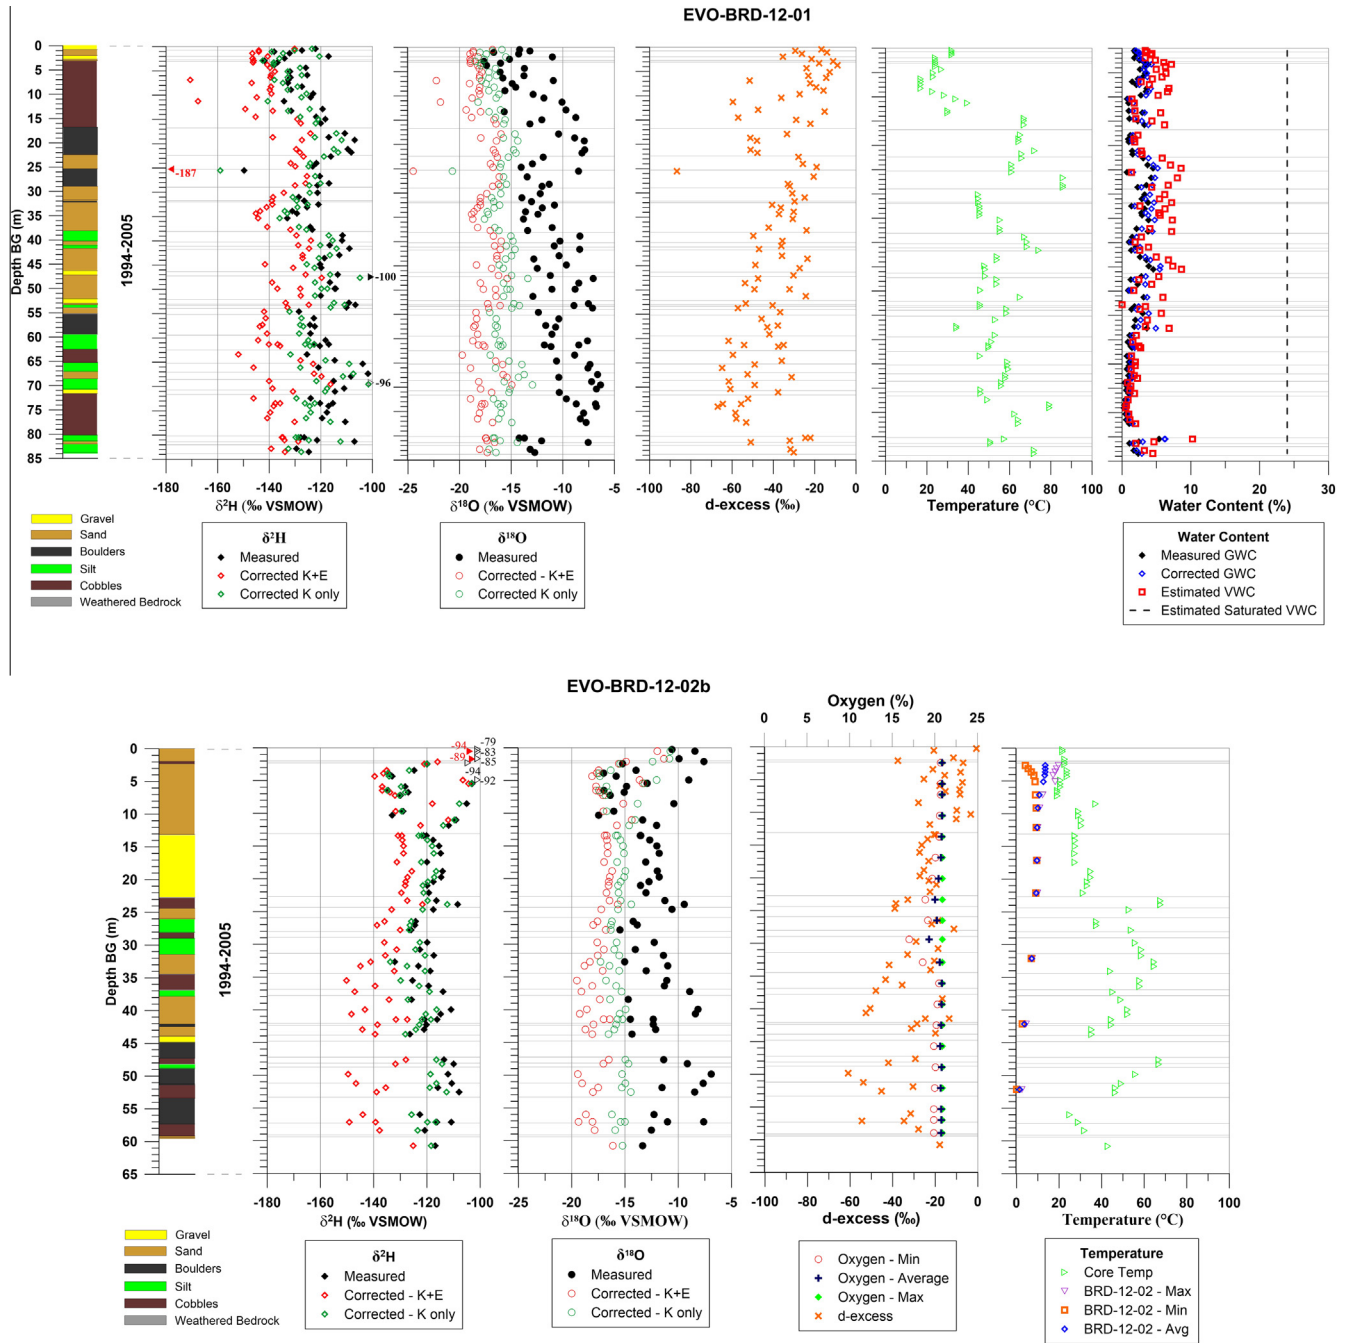 EVO-BRD-12-01
Depth BG (m)
0
5
10
15
20
25
30
35
40
45
50
55
60
65
70
75
80
85
1994-2005
-187
-100
-96
-180 -160 -140 -120 -100
δ²H (‰ VSMOW)
-25 -20 -15 -10 -5
δ¹⁸O (‰ VSMOW)
-100 -80 -60 -40 -20 0
d-excess (‰)
0 20 40 60 80 100
Temperature (°C)
0 10 20 30
Water Content (%)
Gravel
Sand
Boulders
Silt
Cobbles
Weathered Bedrock
δ²H
Measured
Corrected K+E
Corrected K only
δ¹⁸O
Measured
Corrected - K+E
Corrected K only
Water Content
Measured GWC
Corrected GWC
Estimated VWC
Estimated Saturated VWC
EVO-BRD-12-02b
Oxygen (%)
0 5 10 15 20 25
Depth BG (m)
0
5
10
15
20
25
30
35
40
45
50
55
60
65
1994-2005
-94
-89
-79
-83
-85
-94
-92
-180 -160 -140 -120 -100
δ²H (‰ VSMOW)
-25 -20 -15 -10 -5
δ¹⁸O (‰ VSMOW)
-100 -80 -60 -40 -20 0
d-excess (‰)
0 20 40 60 80 100
Temperature (°C)
Gravel
Sand
Boulders
Silt
Cobbles
Weathered Bedrock
δ²H
Measured
Corrected - K+E
Corrected - K only
δ¹⁸O
Measured
Corrected - K+E
Corrected - K only
Oxygen - Min
Oxygen - Average
Oxygen - Max
d-excess
Temperature
Core Temp
BRD-12-02 - Max
BRD-12-02 - Min
BRD-12-02 - Avg